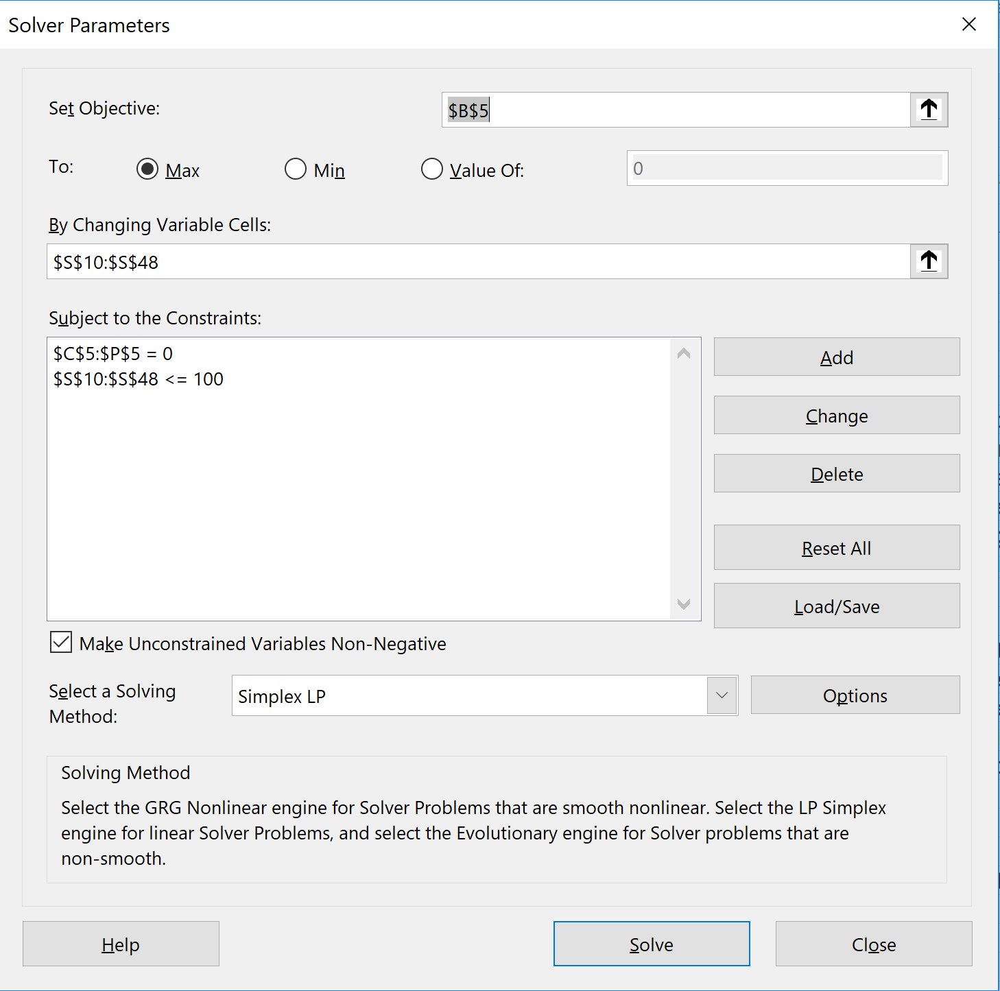 Solver Parameters
Set Objective:
$B$5
To:
Max
Min
Value Of:
0
By Changing Variable Cells:
$S$10:$S$48
Subject to the Constraints:
$C$5:$P$5 = 0
$S$10:$S$48 <= 100
Add
Change
Delete
Reset All
Load/Save
Make Unconstrained Variables Non-Negative
Select a Solving
Method:
Simplex LP
Options
Solving Method
Select the GRG Nonlinear engine for Solver Problems that are smooth nonlinear. Select the LP Simplex
engine for linear Solver Problems, and select the Evolutionary engine for Solver problems that are
non-smooth.
Help
Solve
Close